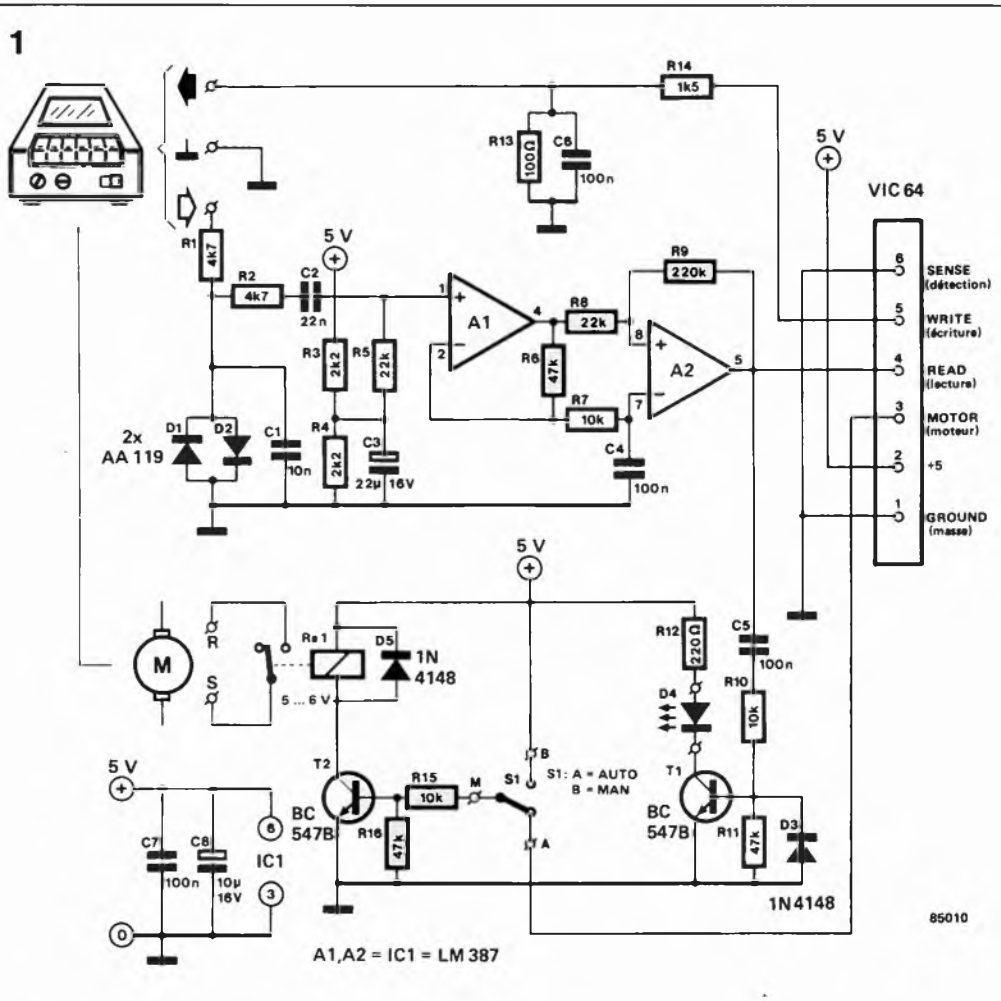 1
R14
1k5
R13
100Ω
C6
100n
5 V
+
VIC 64
6
SENSE
(détection)
5
WRITE
(écriture)
4
READ
(lecture)
3
MOTOR
(moteur)
2
+5
1
GROUND
(masse)
R1
4k7
R2
4k7
C2
22n
5 V
+
R3
2k2
R5
22k
R4
2k2
C3
22µ 16V
2x
AA 119
D1
D2
C1
10n
1
+
2
−
A1
4
R8
22k
R6
47k
R7
10k
R9
220k
8
+
7
−
A2
5
C4
100n
M
R
S
Re 1
5 ... 6 V
D5
1N
4148
5 V
+
R12
220Ω
D4
C5
100n
R10
10k
T2
BC
547B
R15
10k
R16
47k
M
S1
B
A
S1: A = AUTO
B = MAN
T1
BC
547B
R11
47k
D3
1N4148
5 V
+
C7
100n
C8
10µ
16V
6
IC1
3
0
A1,A2 = IC1 = LM 387
85010